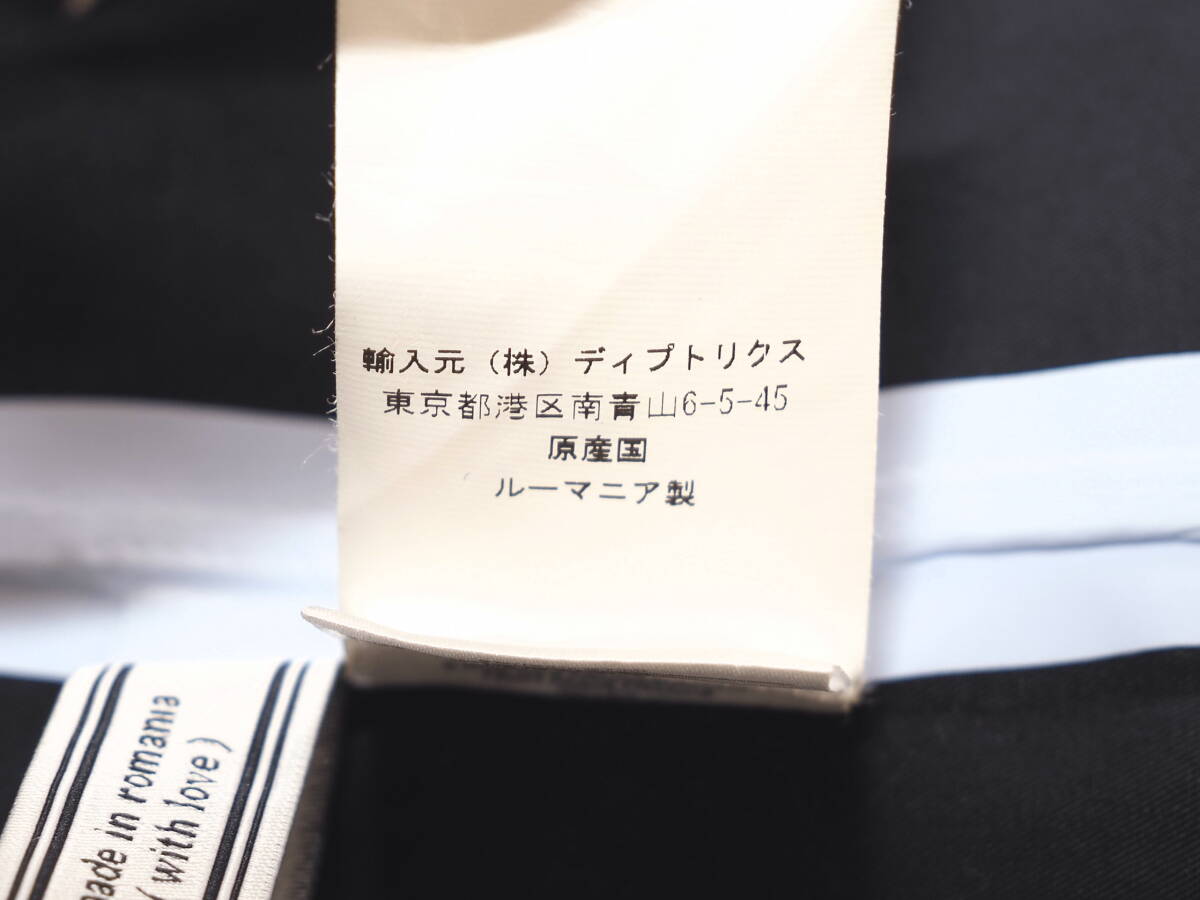 輸入元（株）ディプトリクス
東京都港区南青山6-5-45
原産国
ルーマニア製
made in romania
( with love )